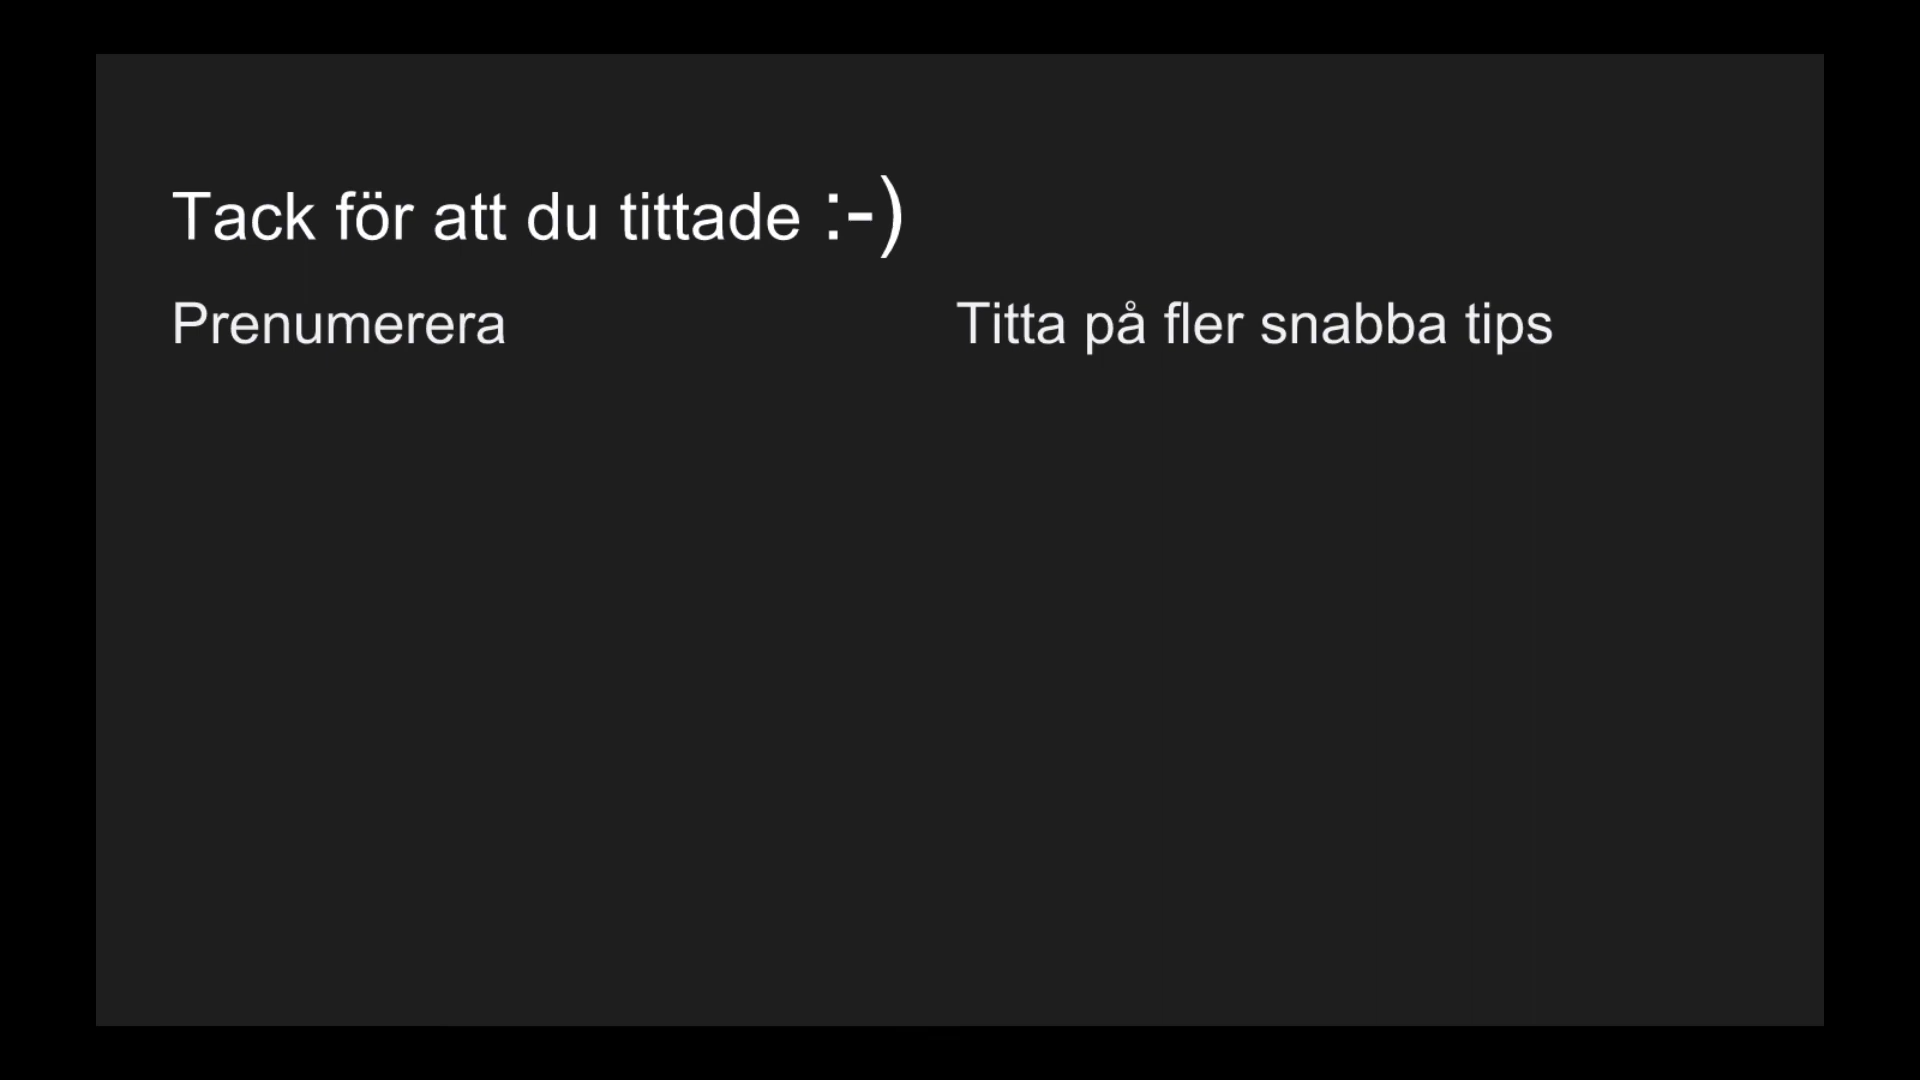 Tack för att du tittade :-)
Prenumerera
Titta på fler snabba tips